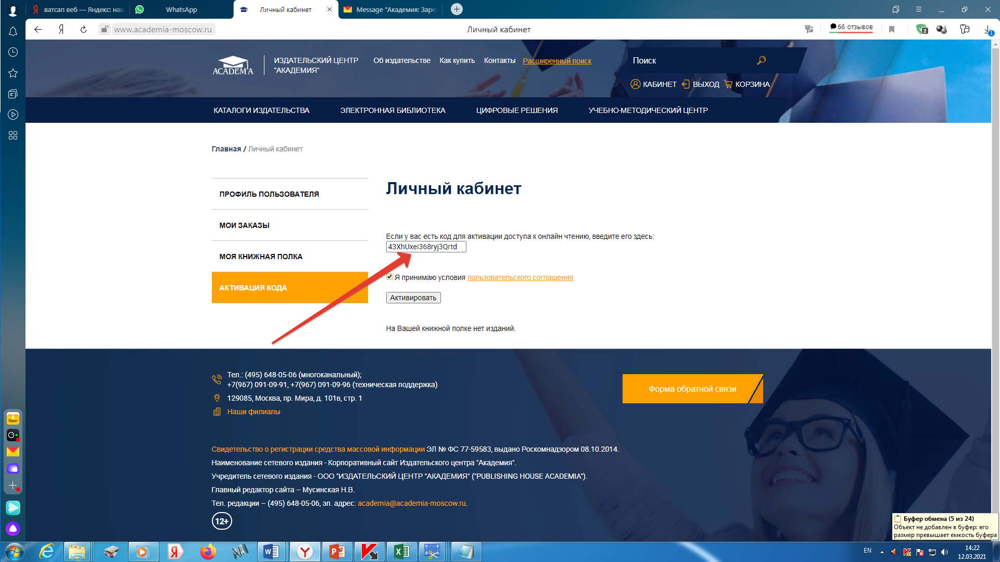 ватсап веб — Яндекс: наш
WhatsApp
Личный кабинет
Message "Академия: Заре
www.academia-moscow.ru
Личный кабинет
66 отзывов
2
1
ACADEMIA
ИЗДАТЕЛЬСКИЙ ЦЕНТР
"АКАДЕМИЯ"
Об издательстве
Как купить
Контакты
Расширенный поиск
Поиск
КАБИНЕТ
ВЫХОД
КОРЗИНА
КАТАЛОГИ ИЗДАТЕЛЬСТВА
ЭЛЕКТРОННАЯ БИБЛИОТЕКА
ЦИФРОВЫЕ РЕШЕНИЯ
УЧЕБНО-МЕТОДИЧЕСКИЙ ЦЕНТР
Главная / Личный кабинет
ПРОФИЛЬ ПОЛЬЗОВАТЕЛЯ
МОИ ЗАКАЗЫ
МОЯ КНИЖНАЯ ПОЛКА
АКТИВАЦИЯ КОДА
Личный кабинет
Если у вас есть код для активации доступа к онлайн чтению, введите его здесь:
43XhUxei368ryj3Qrtd
Я принимаю условия пользовательского соглашения
Активировать
На Вашей книжной полке нет изданий.
Тел.: (495) 648-05-06 (многоканальный);
+7(967) 091-09-91, +7(967) 091-09-96 (техническая поддержка)
129085, Москва, пр. Мира, д. 101в, стр. 1
Наши филиалы
Форма обратной связи
Свидетельство о регистрации средства массовой информации ЭЛ № ФС 77-59583, выдано Роскомнадзором 08.10.2014.
Наименование сетевого издания - Корпоративный сайт Издательского центра "Академия".
Учредитель сетевого издания - ООО "ИЗДАТЕЛЬСКИЙ ЦЕНТР "АКАДЕМИЯ" ("PUBLISHING HOUSE ACADEMIA").
Главный редактор сайта – Мусинская Н.В.
Тел. редакции – (495) 648-05-06, эл. адрес: academia@academia-moscow.ru.
12+
Маркет
Буфер обмена (5 из 24)
Объект не добавлен в буфер: его
размер превышает емкость буфера
EN
14:22
12.03.2021